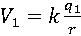 V₁ = k q₁/r